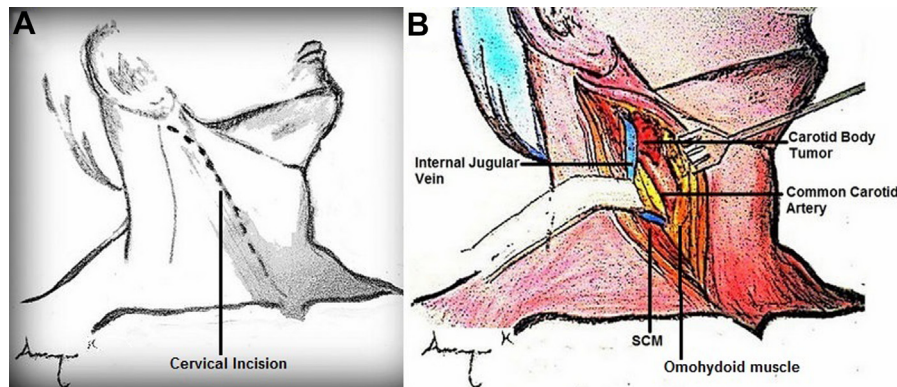 A
Cervical Incision
B
Internal Jugular
Vein
Carotid Body
Tumor
Common Carotid
Artery
SCM
Omohydoid muscle